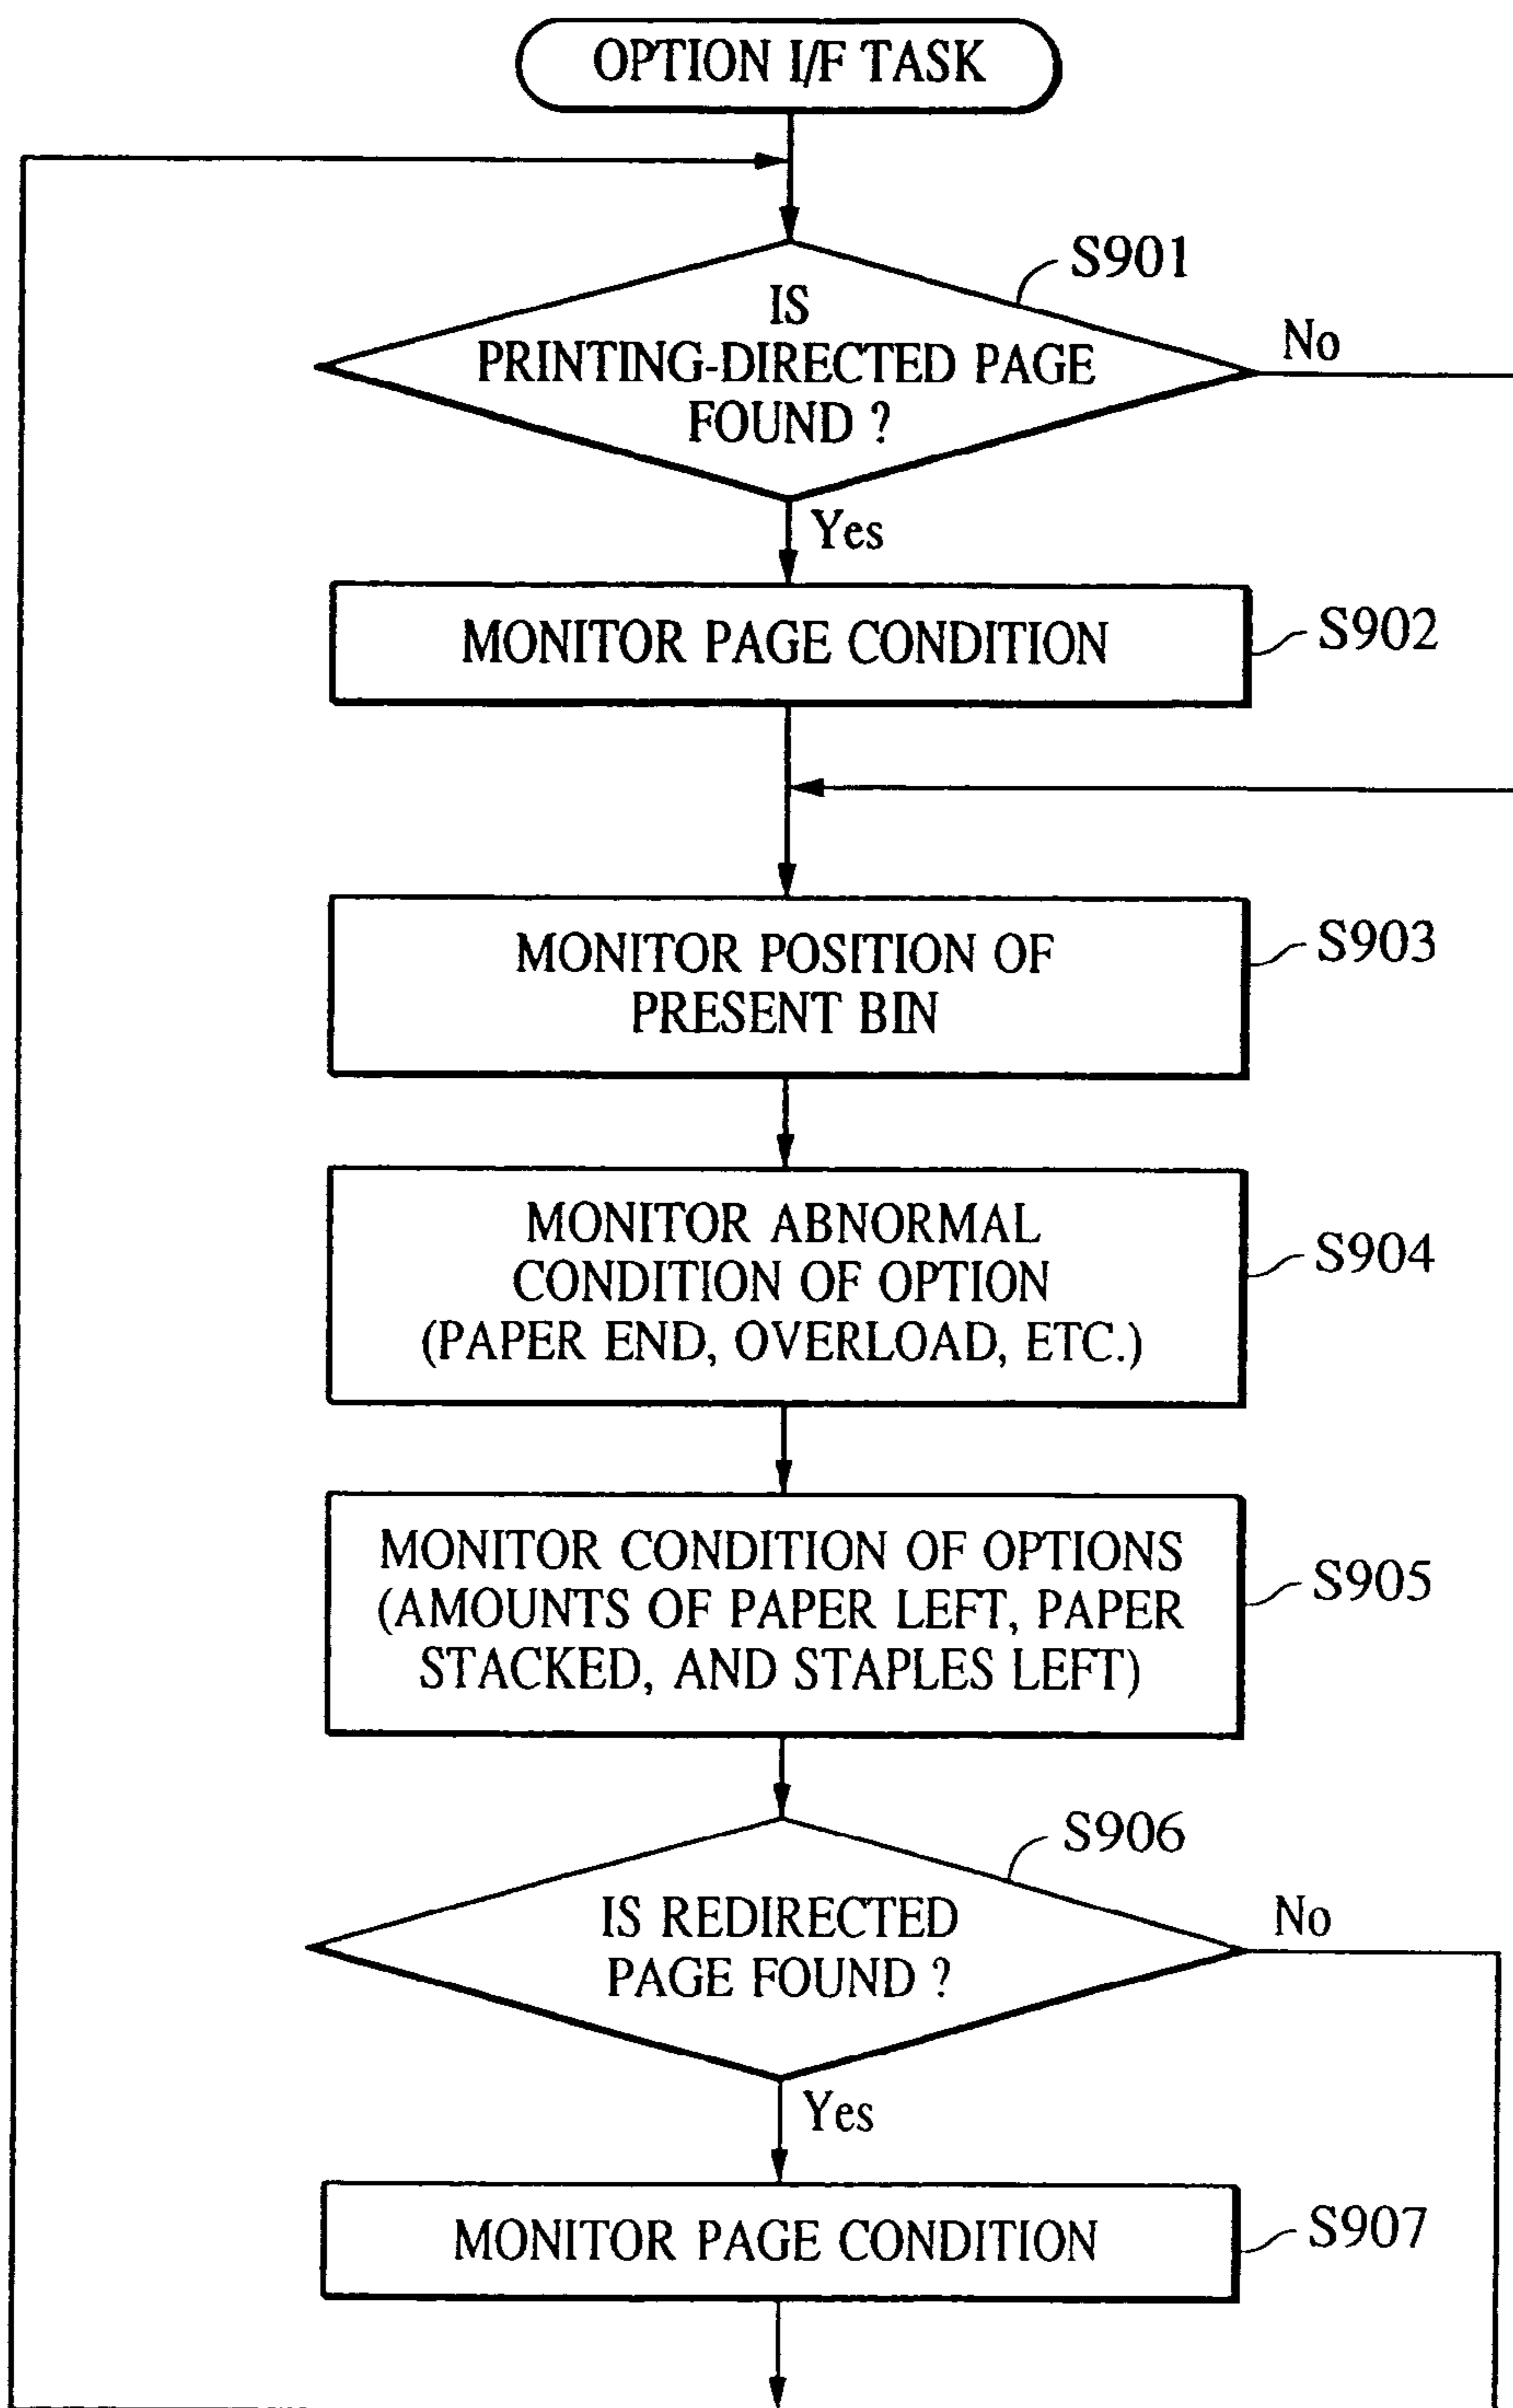 OPTION I/F TASK
S901
IS
PRINTING-DIRECTED PAGE
FOUND ?
No
Yes
MONITOR PAGE CONDITION
S902
MONITOR POSITION OF
PRESENT BIN
S903
MONITOR ABNORMAL
CONDITION OF OPTION
(PAPER END, OVERLOAD, ETC.)
S904
MONITOR CONDITION OF OPTIONS
(AMOUNTS OF PAPER LEFT, PAPER
STACKED, AND STAPLES LEFT)
S905
S906
IS REDIRECTED
PAGE FOUND ?
No
Yes
MONITOR PAGE CONDITION
S907